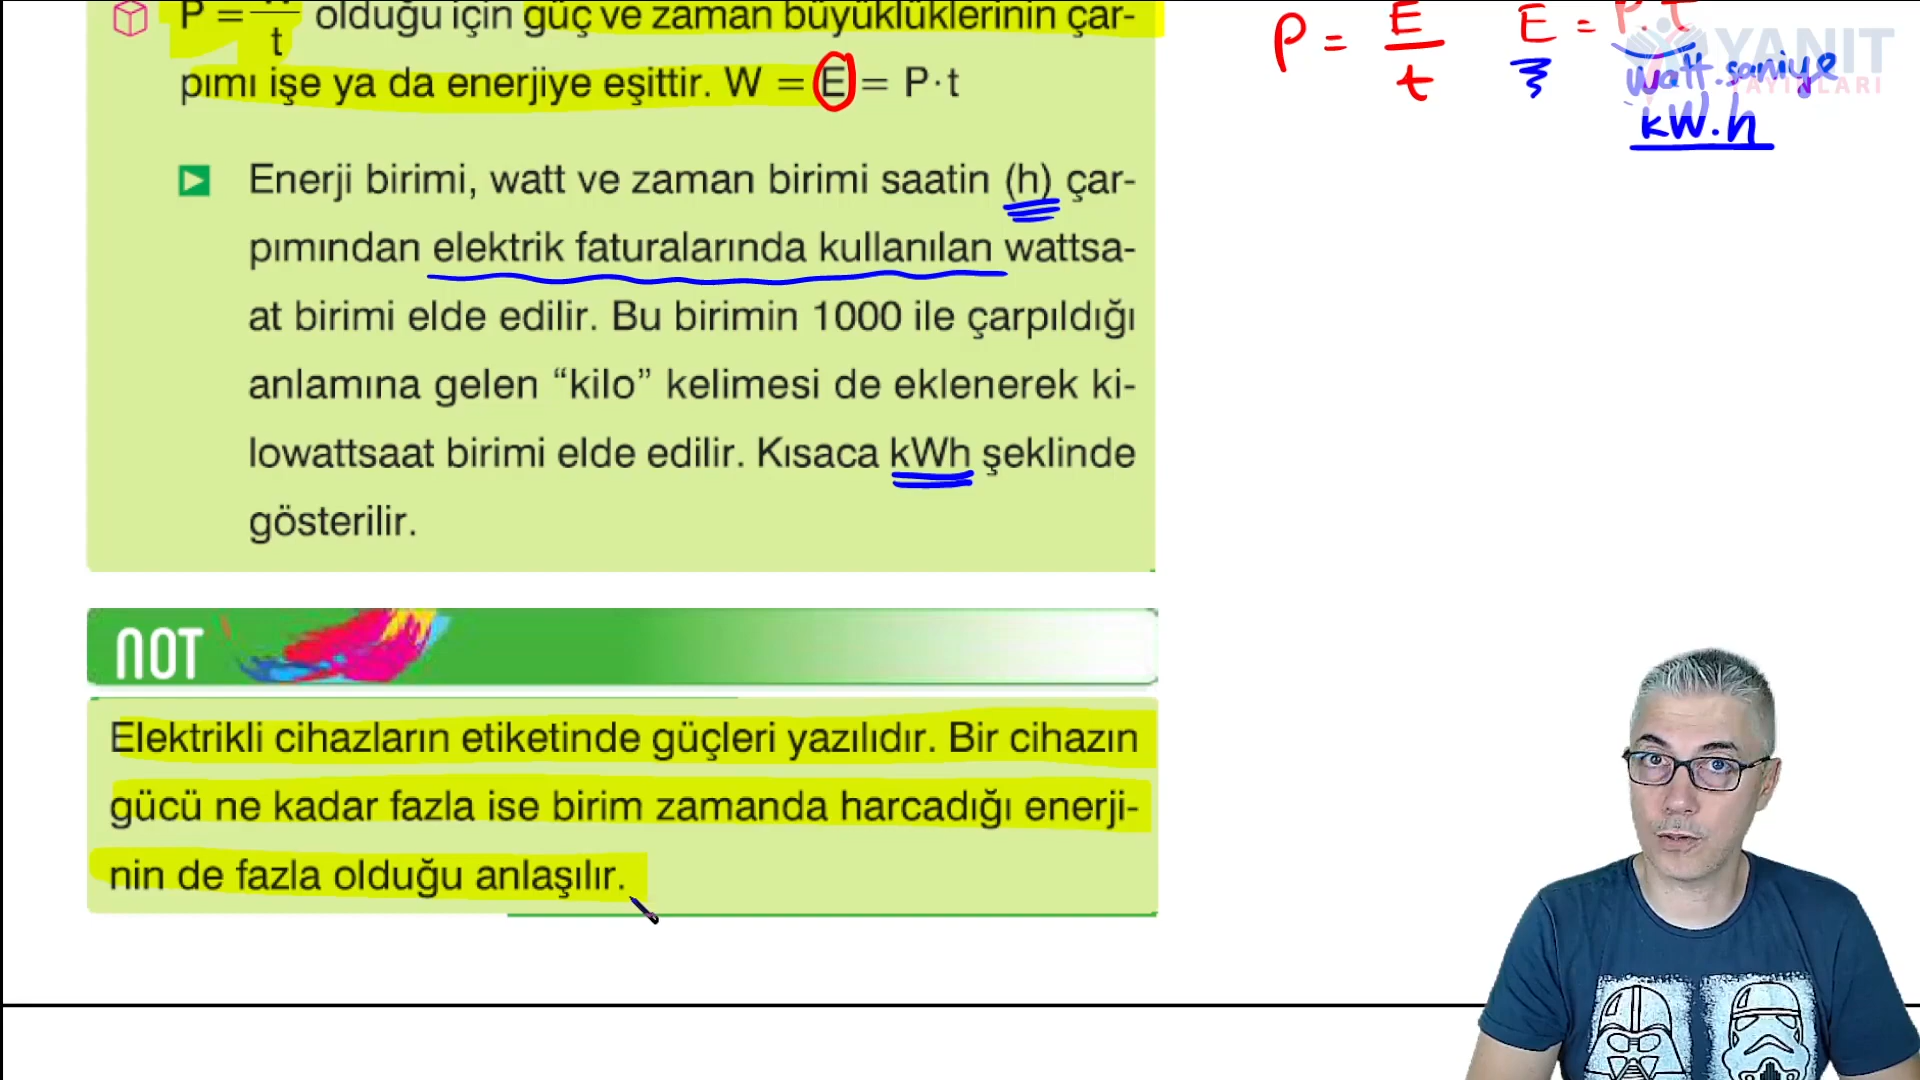 P = W/t olduğu için güç ve zaman büyüklüklerinin çar-
pımı işe ya da enerjiye eşittir. W = E = P·t
Enerji birimi, watt ve zaman birimi saatin (h) çar-
pımından elektrik faturalarında kullanılan wattsa-
at birimi elde edilir. Bu birimin 1000 ile çarpıldığı
anlamına gelen “kilo” kelimesi de eklenerek ki-
lowattsaat birimi elde edilir. Kısaca kWh şeklinde
gösterilir.
NOT
Elektrikli cihazların etiketinde güçleri yazılıdır. Bir cihazın
gücü ne kadar fazla ise birim zamanda harcadığı enerji-
nin de fazla olduğu anlaşılır.
P = E/t
E = P.t
watt.saniye
kW.h
YANIT
YAYINLARI